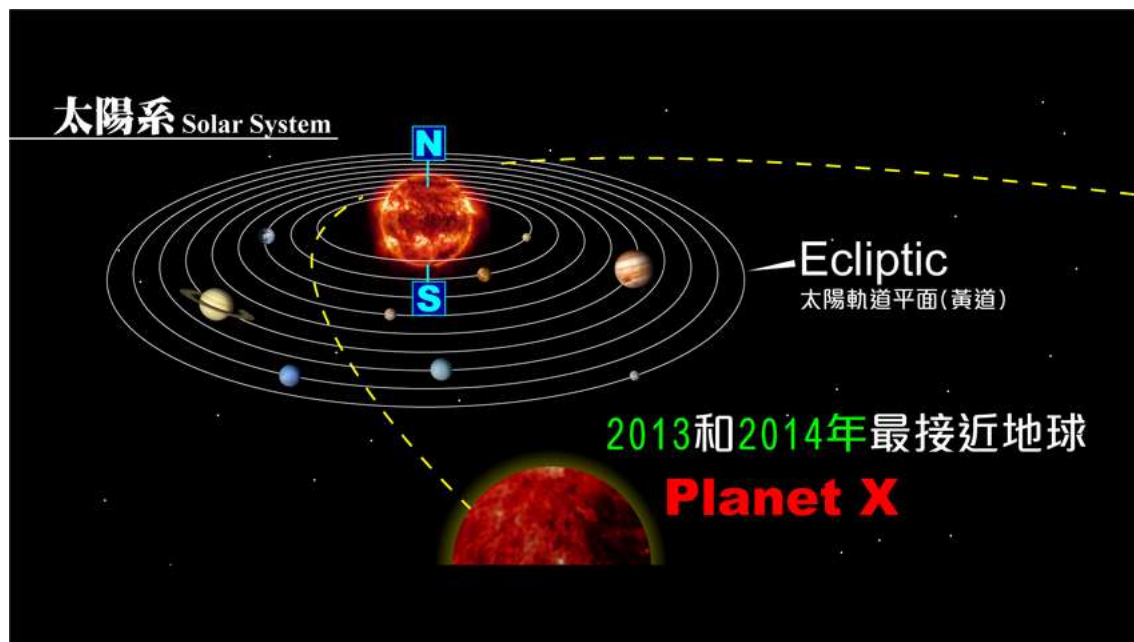 太陽系 Solar System
N
S
Ecliptic
太陽軌道平面(黃道)
2013和2014年最接近地球
Planet X